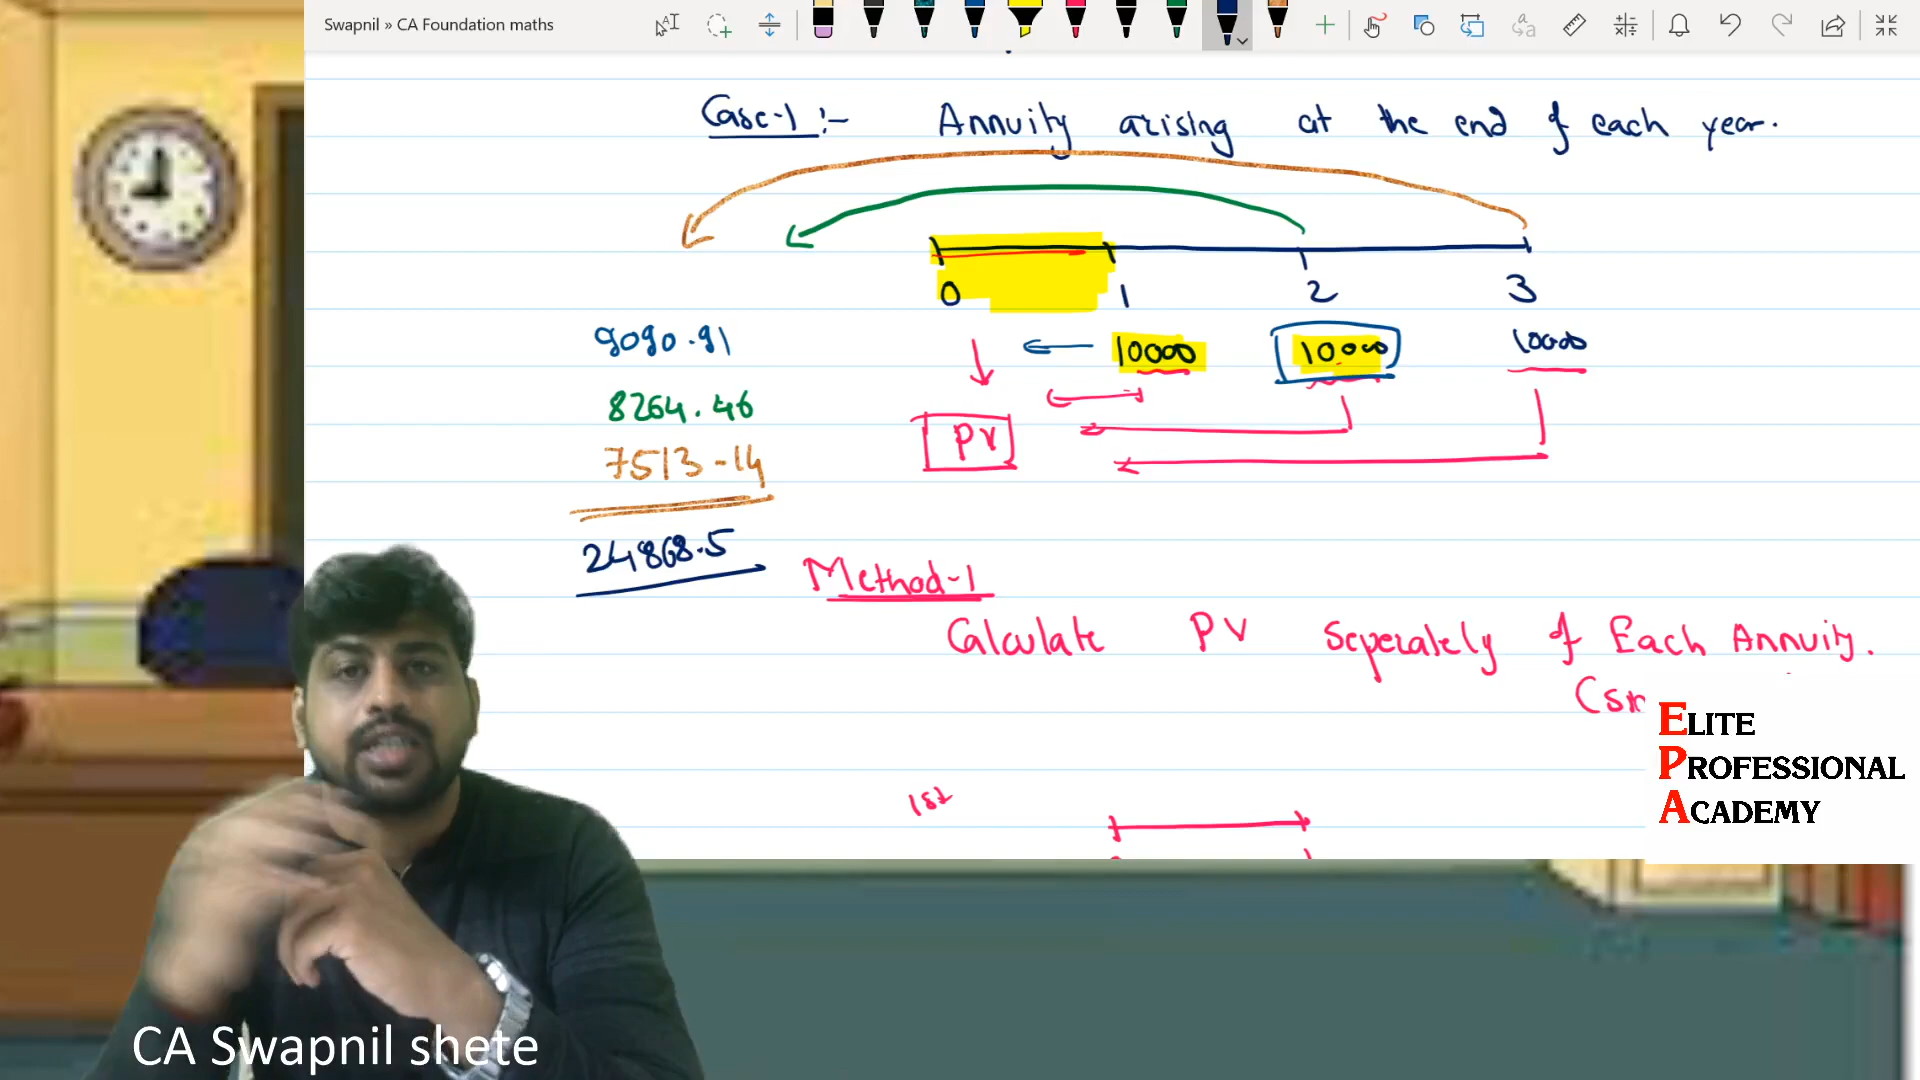 Swapnil » CA Foundation maths
Case-1 :- Annuity arising at the end of each year.
0 1 2 3
9090.91 10000 10000 10000
8264.46
PV
7513.14
24868.5
Method-1
Calculate PV Seperately of Each Annuity.
ELITE
PROFESSIONAL
ACADEMY
1st
CA Swapnil shete